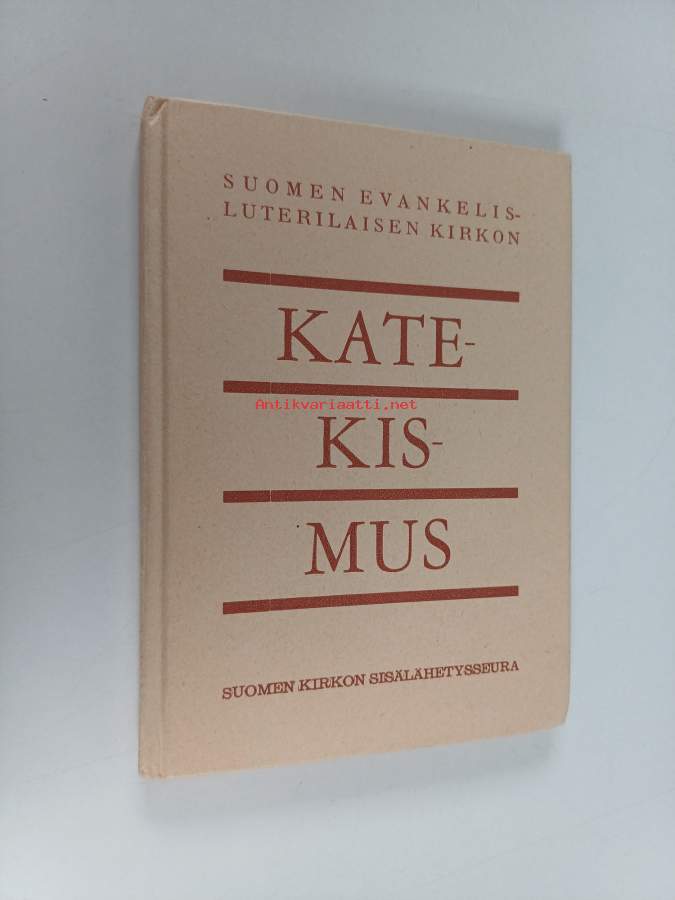 SUOMEN EVANKELIS-
LUTERILAISEN KIRKON
KATE-
Antikvariaatti.net
KIS-
MUS
SUOMEN KIRKON SISÄLÄHETYSSEURA